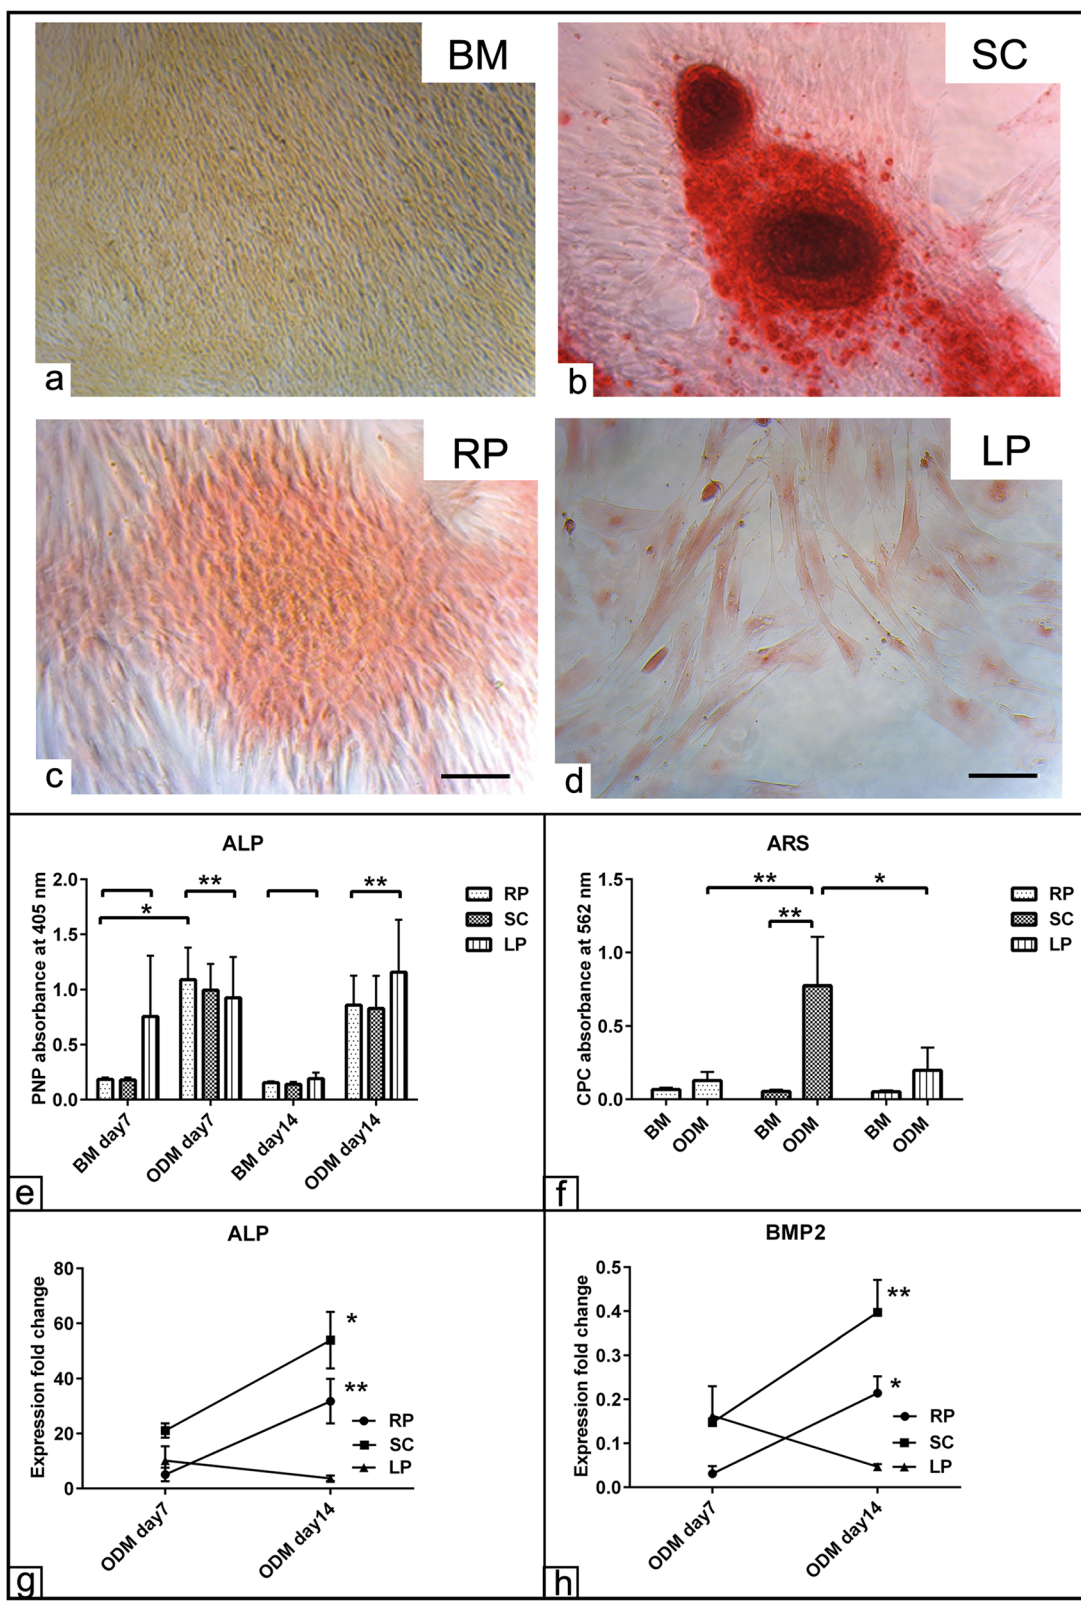 BM
a
SC
b
RP
c
LP
d
ALP
PNP absorbance at 405 nm
2.0
1.5
1.0
0.5
0.0
*
**
**
BM day7
ODM day7
BM day14
ODM day14
RP
SC
LP
e
ARS
CPC absorbance at 562 nm
1.5
1.0
0.5
0.0
**
*
**
BM
ODM
BM
ODM
BM
ODM
RP
SC
LP
f
ALP
Expression fold change
80
60
40
20
0
*
**
RP
SC
LP
ODM day7
ODM day14
g
BMP2
Expression fold change
0.5
0.4
0.3
0.2
0.1
0.0
**
*
RP
SC
LP
ODM day7
ODM day14
h